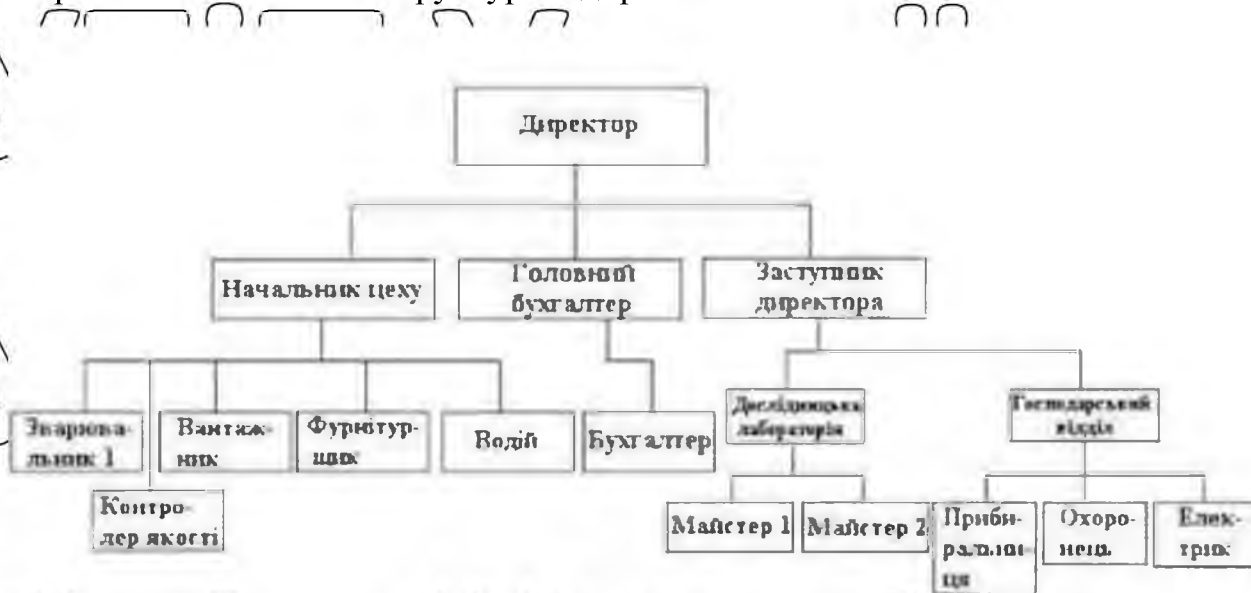 Директор
Начальник цеху
Головний
бухгалтер
Заступник
директора
Зварюва-
льник 1
Вантаж-
ник
Фурнітур-
щик
Водій
Бухгалтер
Дослідницька
лабораторія
Господарський
відділ
Контро-
лер якості
Майстер 1
Майстер 2
Приби-
ральни-
ця
Охоро-
нець
Елек-
трик